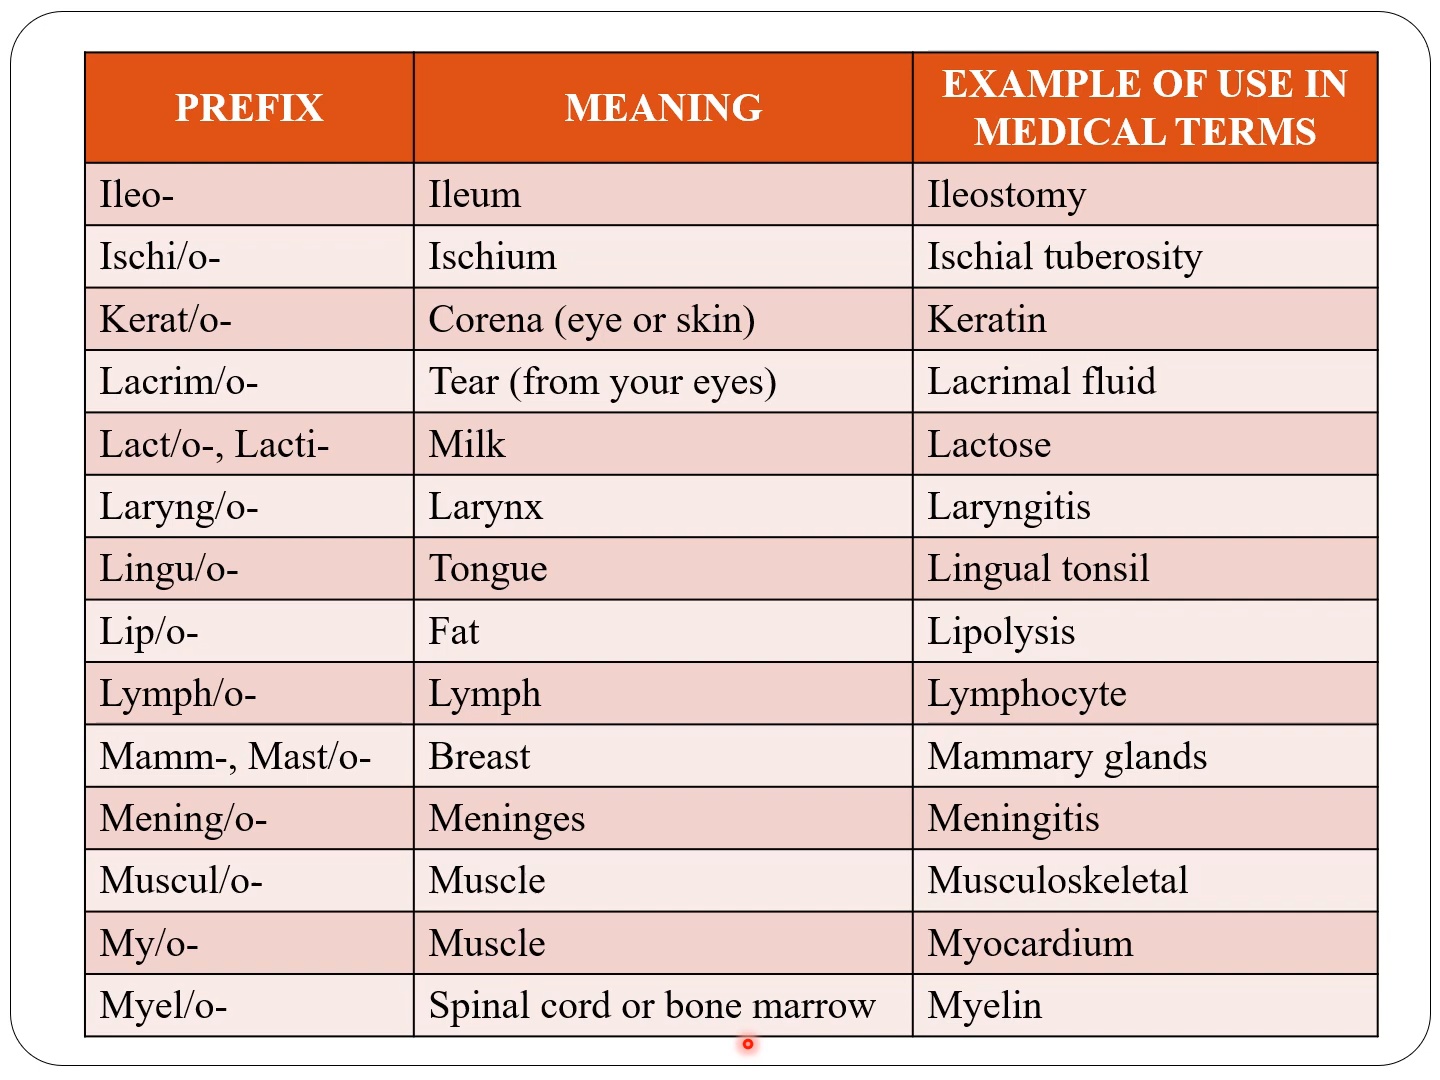 PREFIX MEANING EXAMPLE OF USE IN
MEDICAL TERMS
Ileo- Ileum Ileostomy
Ischi/o- Ischium Ischial tuberosity
Kerat/o- Corena (eye or skin) Keratin
Lacrim/o- Tear (from your eyes) Lacrimal fluid
Lact/o-, Lacti- Milk Lactose
Laryng/o- Larynx Laryngitis
Lingu/o- Tongue Lingual tonsil
Lip/o- Fat Lipolysis
Lymph/o- Lymph Lymphocyte
Mamm-, Mast/o- Breast Mammary glands
Mening/o- Meninges Meningitis
Muscul/o- Muscle Musculoskeletal
My/o- Muscle Myocardium
Myel/o- Spinal cord or bone marrow Myelin